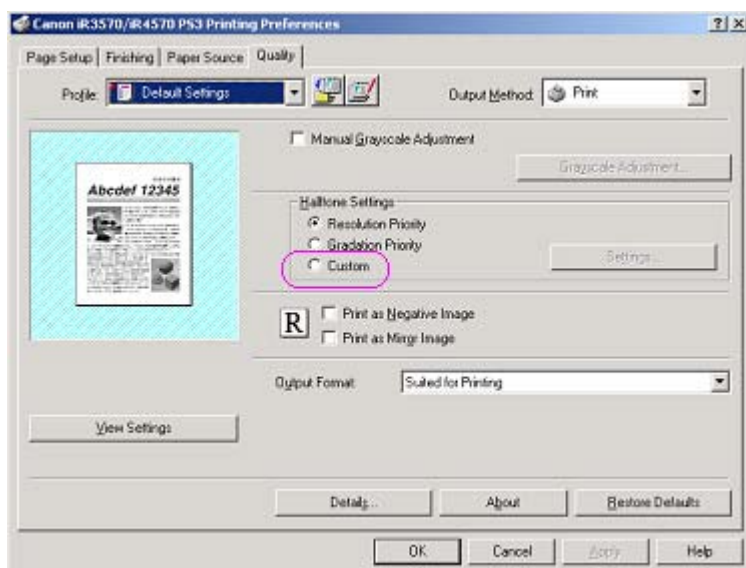 Canon iR3570/iR4570 PS3 Printing Preferences
Page Setup Finishing Paper Source Quality
Profile: Default Settings Output Method: Print
Manual Grayscale Adjustment
Grayscale Adjustment...
Abcdef 12345
Halftone Settings
Resolution Priority
Gradation Priority
Custom
Settings...
R
Print as Negative Image
Print as Mirror Image
Output Format: Suited for Printing
View Settings
Details... About Restore Defaults
OK Cancel Apply Help